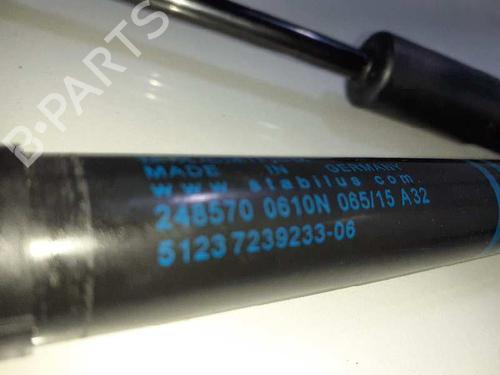 B-PARTS
MADE IN GERMANY
www.stabilus.com
248570 0610N 065/15 A32
51237239233-06